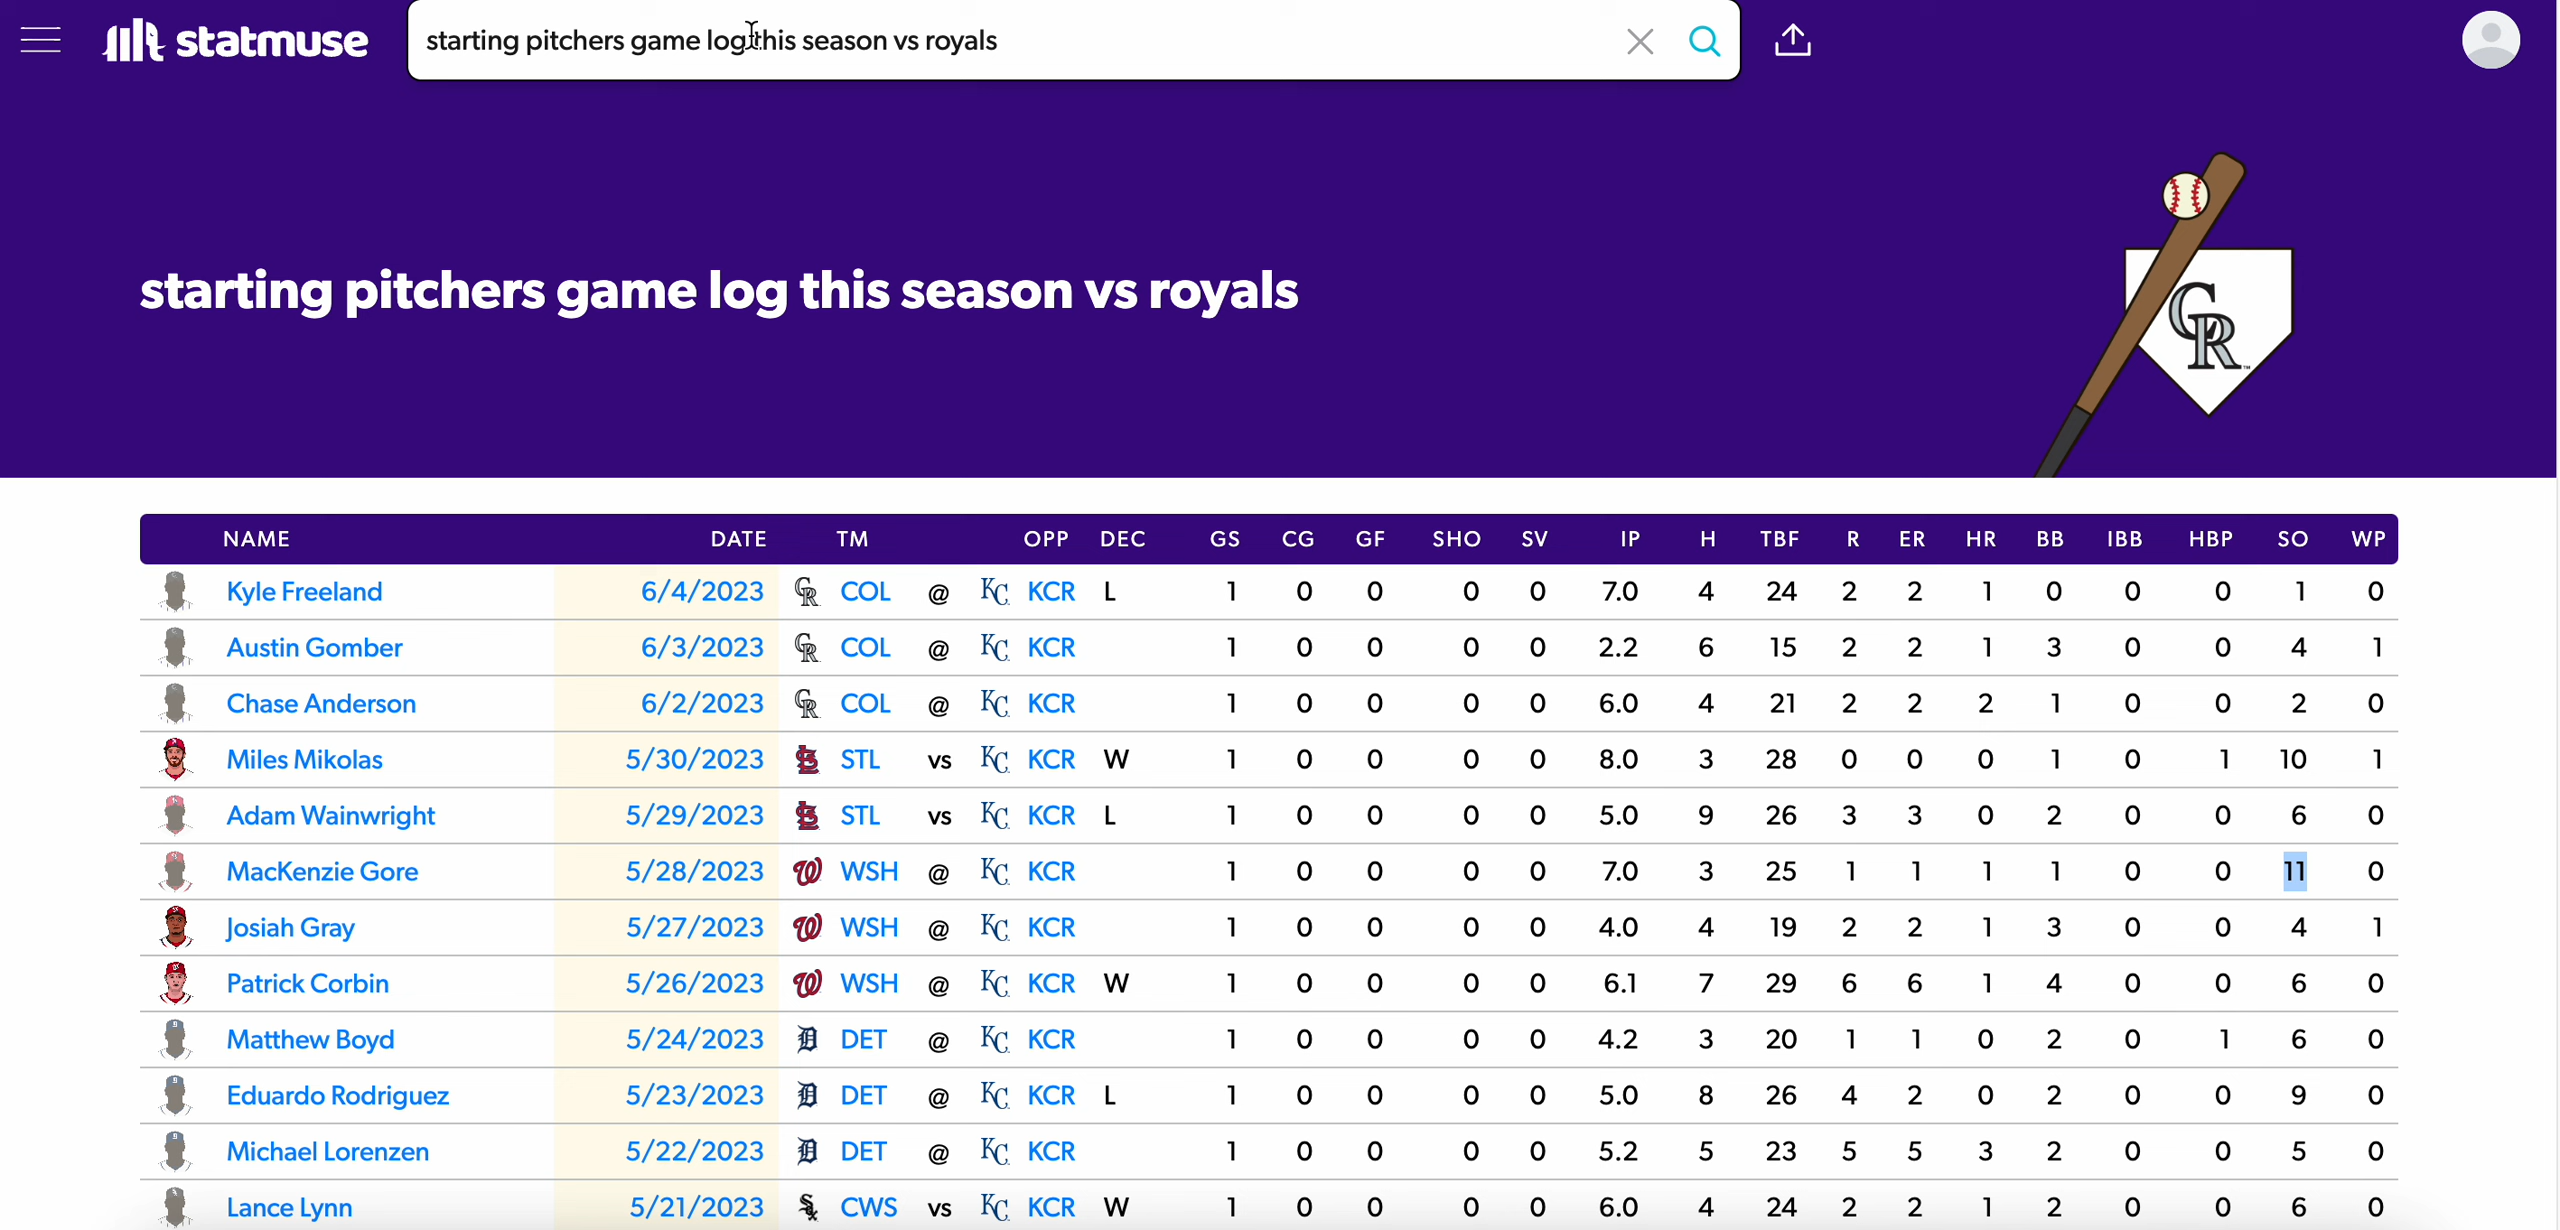 statmuse
starting pitchers game log this season vs royals
starting pitchers game log this season vs royals
NAME DATE TM OPP DEC GS CG GF SHO SV IP H TBF R ER HR BB IBB HBP SO WP
Kyle Freeland 6/4/2023 COL @ KC KCR L 1 0 0 0 0 7.0 4 24 2 2 1 0 0 0 1 0
Austin Gomber 6/3/2023 COL @ KC KCR 1 0 0 0 0 2.2 6 15 2 2 1 3 0 0 4 1
Chase Anderson 6/2/2023 COL @ KC KCR 1 0 0 0 0 6.0 4 21 2 2 2 1 0 0 2 0
Miles Mikolas 5/30/2023 STL vs KC KCR W 1 0 0 0 0 8.0 3 28 0 0 0 1 0 1 10 1
Adam Wainwright 5/29/2023 STL vs KC KCR L 1 0 0 0 0 5.0 9 26 3 3 0 2 0 0 6 0
MacKenzie Gore 5/28/2023 W WSH @ KC KCR 1 0 0 0 0 7.0 3 25 1 1 1 1 0 0 11 0
Josiah Gray 5/27/2023 W WSH @ KC KCR 1 0 0 0 0 4.0 4 19 2 2 1 3 0 0 4 1
Patrick Corbin 5/26/2023 W WSH @ KC KCR W 1 0 0 0 0 6.1 7 29 6 6 1 4 0 0 6 0
Matthew Boyd 5/24/2023 D DET @ KC KCR 1 0 0 0 0 4.2 3 20 1 1 0 2 0 1 6 0
Eduardo Rodriguez 5/23/2023 D DET @ KC KCR L 1 0 0 0 0 5.0 8 26 4 2 0 2 0 0 9 0
Michael Lorenzen 5/22/2023 D DET @ KC KCR 1 0 0 0 0 5.2 5 23 5 5 3 2 0 0 5 0
Lance Lynn 5/21/2023 CWS vs KC KCR W 1 0 0 0 0 6.0 4 24 2 2 1 2 0 0 6 0